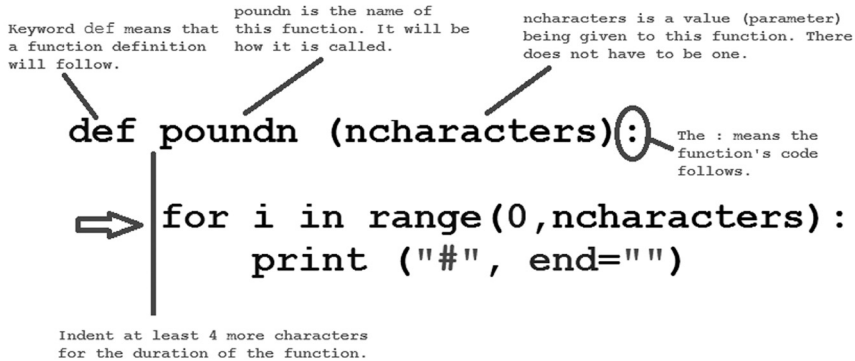 Keyword def means that
a function definition
will follow.
poundn is the name of
this function. It will be
how it is called.
ncharacters is a value (parameter)
being given to this function. There
does not have to be one.
def poundn (ncharacters):
The : means the
function's code
follows.
for i in range(0,ncharacters):
print ("#", end="")
Indent at least 4 more characters
for the duration of the function.